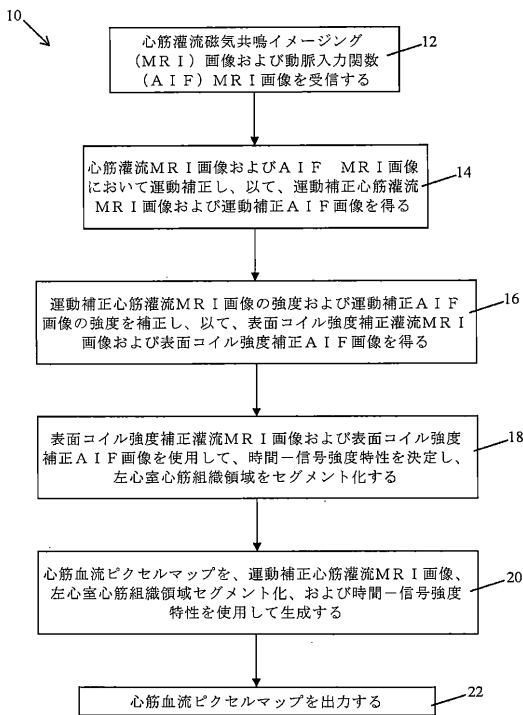 10
心筋灌流磁気共鳴イメージング
（ＭＲＩ）画像および動脈入力関数
（ＡＩＦ）ＭＲＩ画像を受信する
12
心筋灌流ＭＲＩ画像およびＡＩＦ　ＭＲＩ画像
において運動補正し、以て、運動補正心筋灌流
ＭＲＩ画像および運動補正ＡＩＦ画像を得る
14
運動補正心筋灌流ＭＲＩ画像の強度および運動補正ＡＩＦ
画像の強度を補正し、以て、表面コイル強度補正灌流ＭＲＩ
画像および表面コイル強度補正ＡＩＦ画像を得る
16
表面コイル強度補正灌流ＭＲＩ画像および表面コイル強度
補正ＡＩＦ画像を使用して、時間－信号強度特性を決定し、
左心室心筋組織領域をセグメント化する
18
心筋血流ピクセルマップを、運動補正心筋灌流ＭＲＩ画像、
左心室心筋組織領域セグメント化、および時間－信号強度
特性を使用して生成する
20
心筋血流ピクセルマップを出力する
22